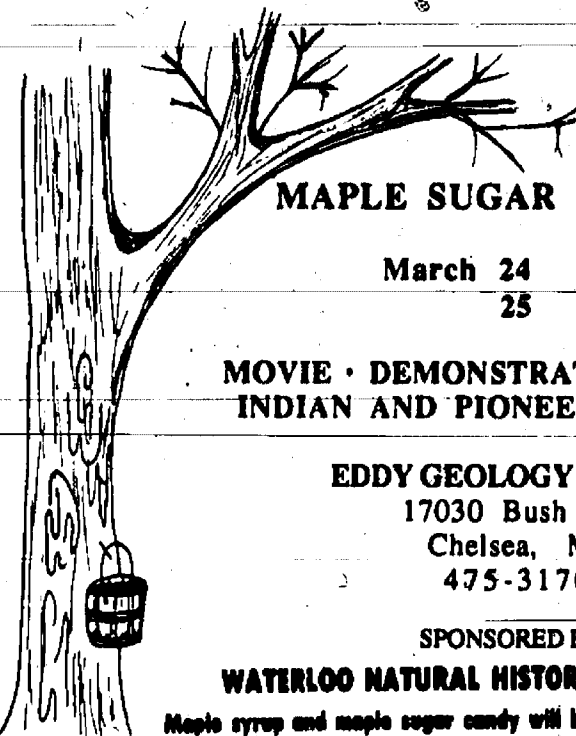 MAPLE SUGAR
March 24
25
MOVIE • DEMONSTRAT
INDIAN AND PIONEE
EDDY GEOLOGY
17030 Bush
Chelsea, M
475-3170
SPONSORED B
WATERLOO NATURAL HISTOR
Maple syrup and maple sugar candy will b